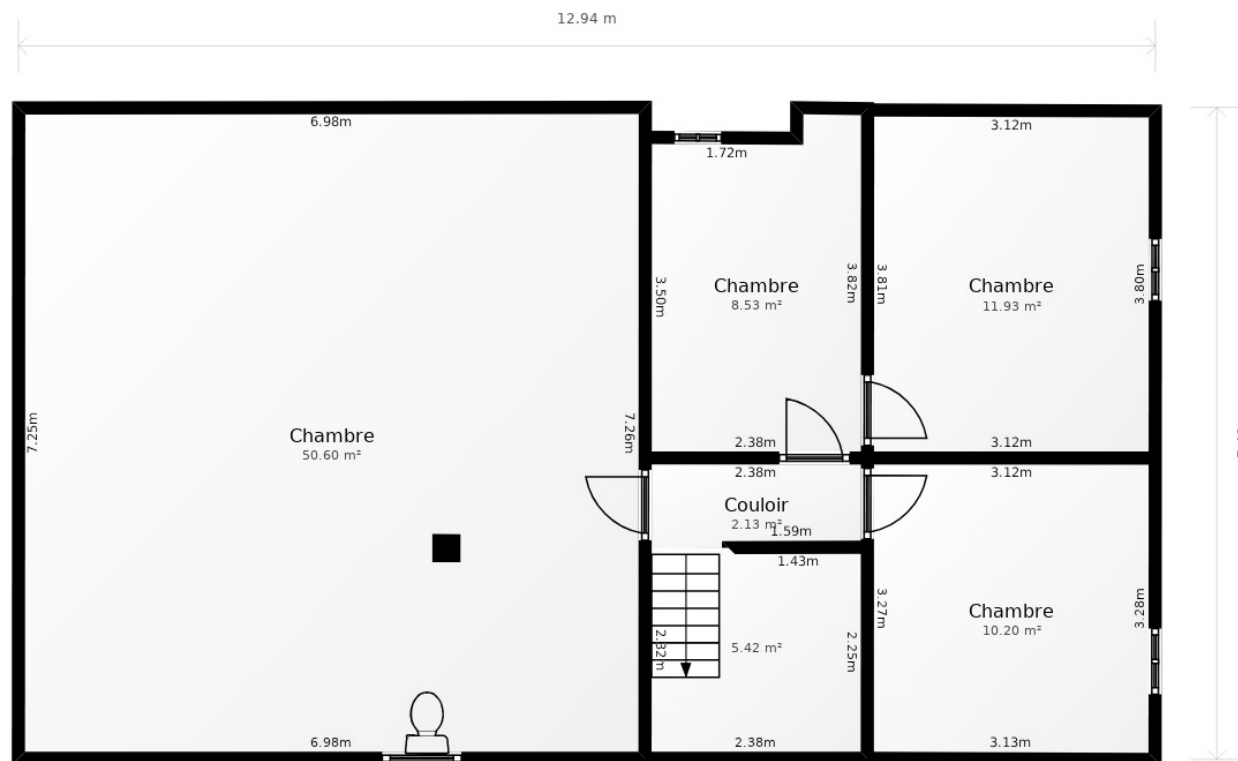 12.94 m
6.98m
3.12m
1.72m
3.50m
3.82m
3.81m
3.80m
Chambre
8.53 m²
Chambre
11.93 m²
7.25m
7.26m
Chambre
50.60 m²
2.38m
3.12m
2.38m
3.12m
Couloir
2.13 m²
1.59m
1.43m
3.27m
3.28m
Chambre
10.20 m²
2.32m
5.42 m²
2.25m
6.98m
2.38m
3.13m